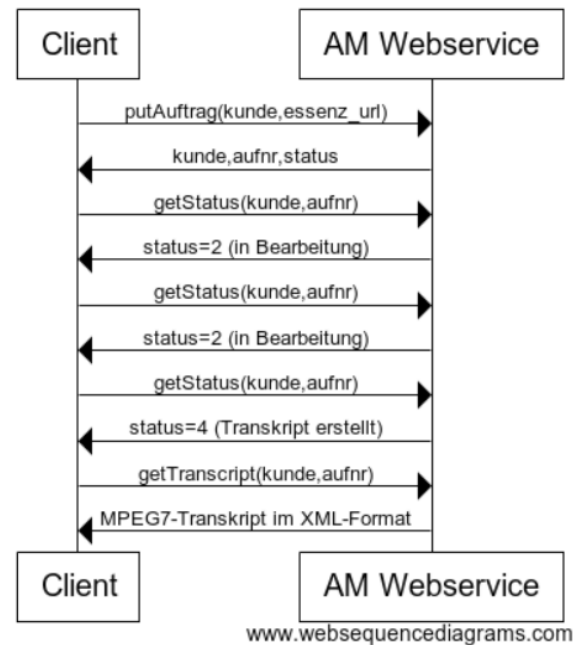 Client
AM Webservice
putAuftrag(kunde,essenz_url)
kunde,aufnr,status
getStatus(kunde,aufnr)
status=2 (in Bearbeitung)
getStatus(kunde,aufnr)
status=2 (in Bearbeitung)
getStatus(kunde,aufnr)
status=4 (Transkript erstellt)
getTranscript(kunde,aufnr)
MPEG7-Transkript im XML-Format
Client
AM Webservice
www.websequencediagrams.com